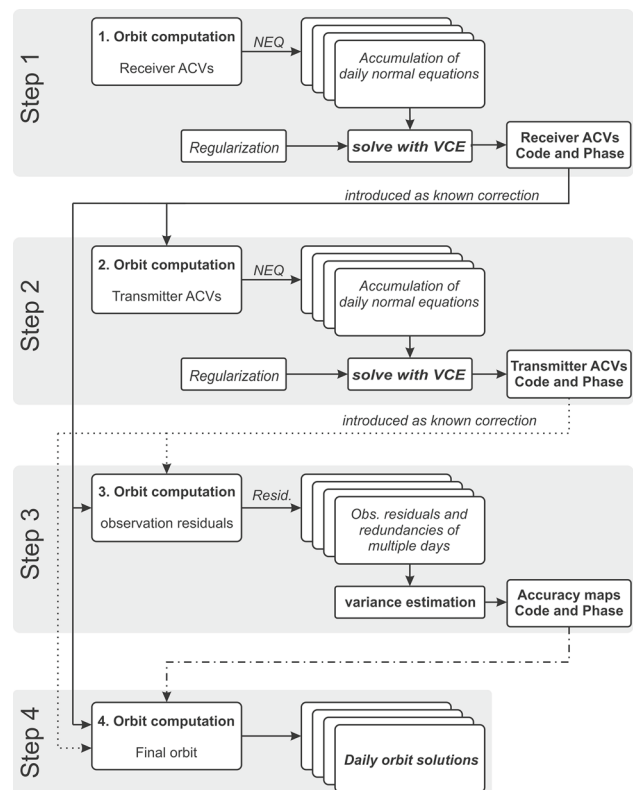 Step 1
1. Orbit computation
Receiver ACVs
NEQ
Accumulation of
daily normal equations
Regularization
solve with VCE
Receiver ACVs
Code and Phase
introduced as known correction
Step 2
2. Orbit computation
Transmitter ACVs
NEQ
Accumulation of
daily normal equations
Regularization
solve with VCE
Transmitter ACVs
Code and Phase
introduced as known correction
Step 3
3. Orbit computation
observation residuals
Resid.
Obs. residuals and
redundancies of
multiple days
variance estimation
Accuracy maps
Code and Phase
Step 4
4. Orbit computation
Final orbit
Daily orbit solutions